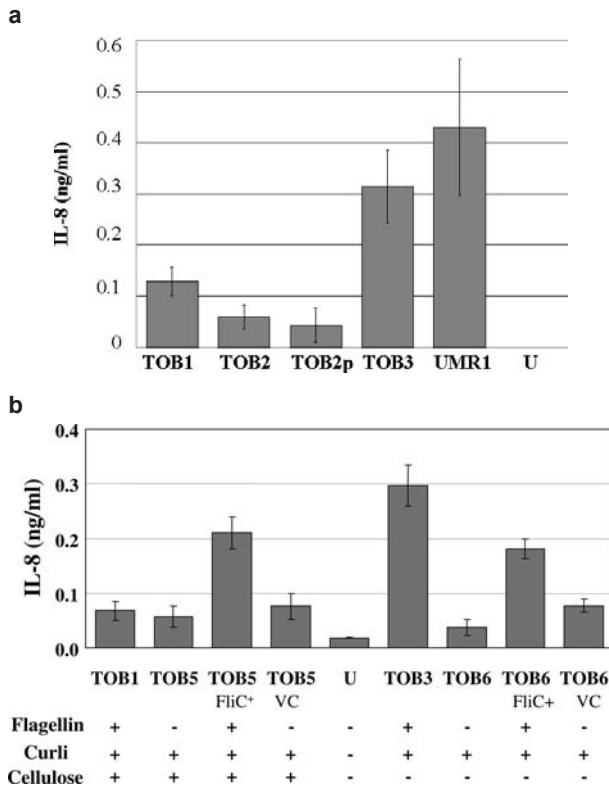 a
0.6
0.5
0.4
0.3
0.2
0.1
0
IL-8 (ng/ml)
TOB1 TOB2 TOB2p TOB3 UMR1 U
b
0.4
0.3
0.2
0.1
0.0
IL-8 (ng/ml)
TOB1 TOB5 TOB5 TOB5 U TOB3 TOB6 TOB6 TOB6
FliC⁺ VC FliC+ VC
Flagellin + - + - - + - + -
Curli + + + + - + + + +
Cellulose + + + + - - - - -